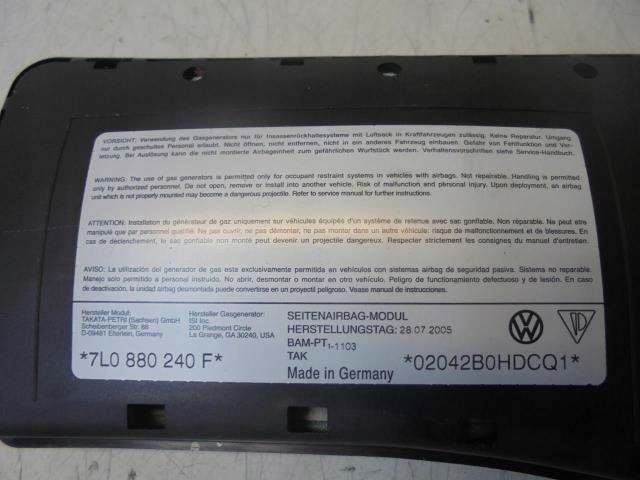 VORSICHT: Verwendung des Gasgenerators nur für Insassenrückhaltesysteme mit Luftsack in Kraftfahrzeugen zulässig. Keine Reparatur. Umgang
nur durch geschultes Personal erlaubt. Nicht öffnen, nicht entfernen, nicht in ein anderes Fahrzeug einbauen. Gefahr von Fehlfunktion und Ver-
letzung. Bei Auslösung kann die nicht montierte Airbageinheit zum gefährlichen Wurfstück werden. Verhaltensvorschriften siehe Service-Handbuch.
WARNING: The use of gas generators is permitted only for occupant restraint systems in vehicles with airbags. Not repairable. Handling is permitted
only by authorized personnel. Do not open, remove or install into another vehicle. Risk of malfunction and personal injury. Upon deployment, an airbag
unit which is not properly mounted may become a dangerous projectile. Refer to service manual for further instructions.
ATTENTION: Installation du générateur de gaz uniquement sur véhicules équipés d'un système de retenue avec sac gonflable. Non réparable. Ne peut etre
manipulé que par personnel qualifié. Ne pas ouvrir, ne pas démontar, ne pas montar dans un autre véhicule: risque de malfonctionnement et de blessures. En
cas de déclenchement, le sac gonflable non monté peut devenir un projectile dangereux. Respectar strictement les consignes du manual d'entretien.
AVISO: La utilización del generador de gas esta exclusivamente permitida en vehículos con sistemas airbag de seguridad pasiva. Sistema no reparable.
Manejo solo permitido a personal instruido. No abrir, desmontar o montar en otro vehículo. Peligro de funcionamiento defectuoso y de lesión. En caso
de desactivación, la unidad airbag desmontada puede convertirse en un proyectil peligroso. Vease manual de instrucciones.
Hersteller Modul:
TAKATA-PETRI (Sachsen) GmbH
Scheibenberger Str. 88
D-09481 Elterlein, Germany
Hersteller Gasgenerator:
ISI Inc.
200 Piedmont Circle
La Grange, GA 30240, USA
SEITENAIRBAG-MODUL
HERSTELLUNGSTAG: 28.07.2005
BAM-PT1-1103
TAK
Made in Germany
*7L0 880 240 F*
*02042B0HDCQ1*